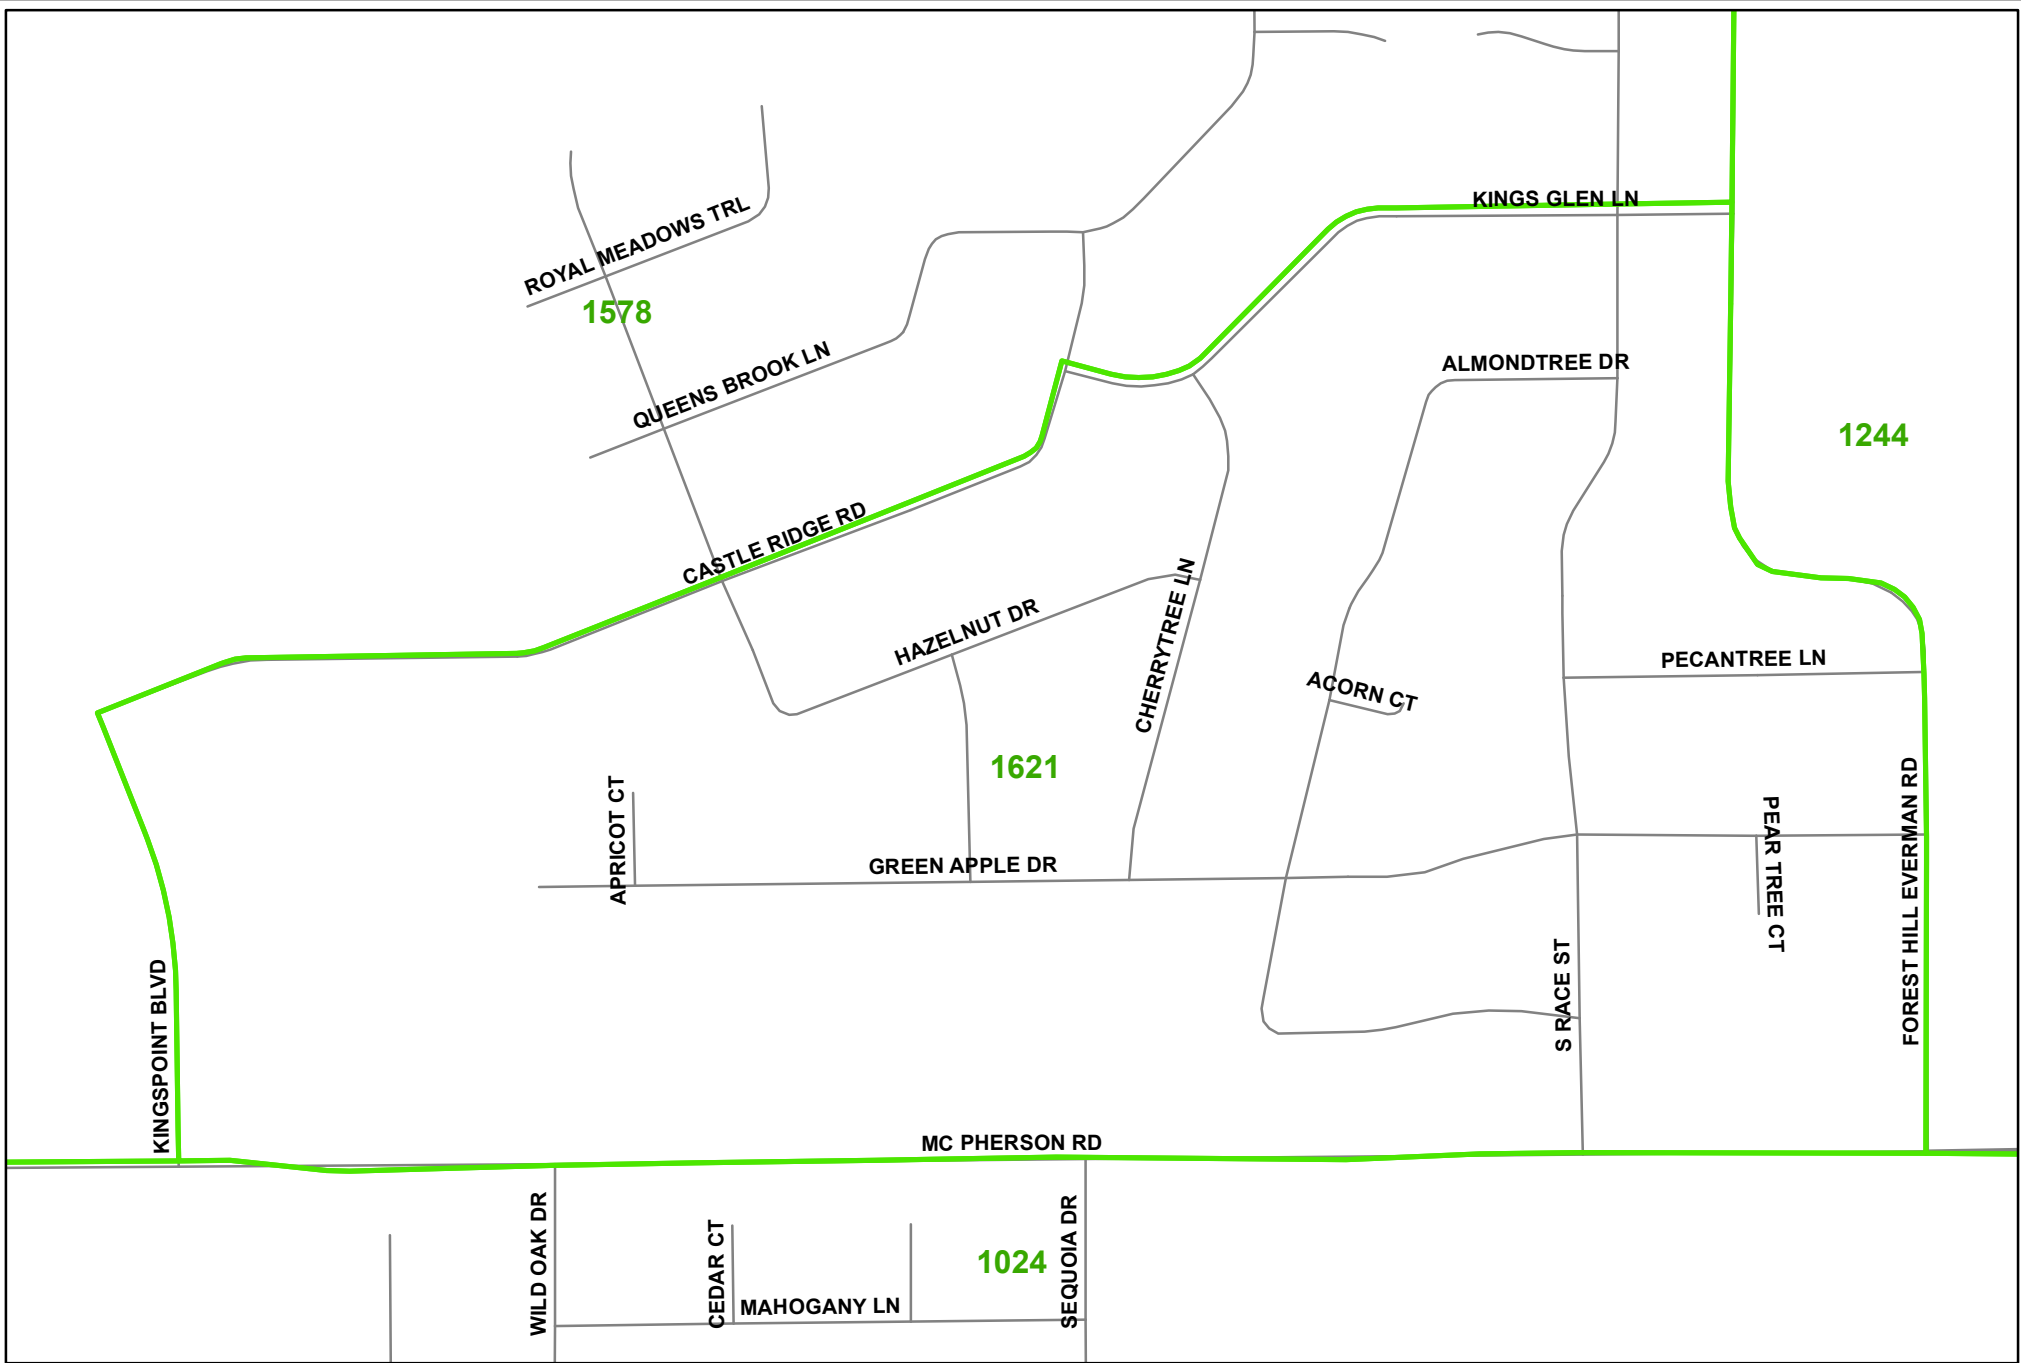 KINGS GLEN LN
ROYAL MEADOWS TRL
1578
QUEENS BROOK LN
ALMONDTREE DR
1244
CASTLE RIDGE RD
HAZELNUT DR
CHERRYTREE LN
PECANTREE LN
ACORN CT
1621
APRICOT CT
GREEN APPLE DR
PEAR TREE CT
FOREST HILL EVERMAN RD
S RACE ST
KINGSPOINT BLVD
MC PHERSON RD
WILD OAK DR
CEDAR CT
1024
SEQUOIA DR
MAHOGANY LN